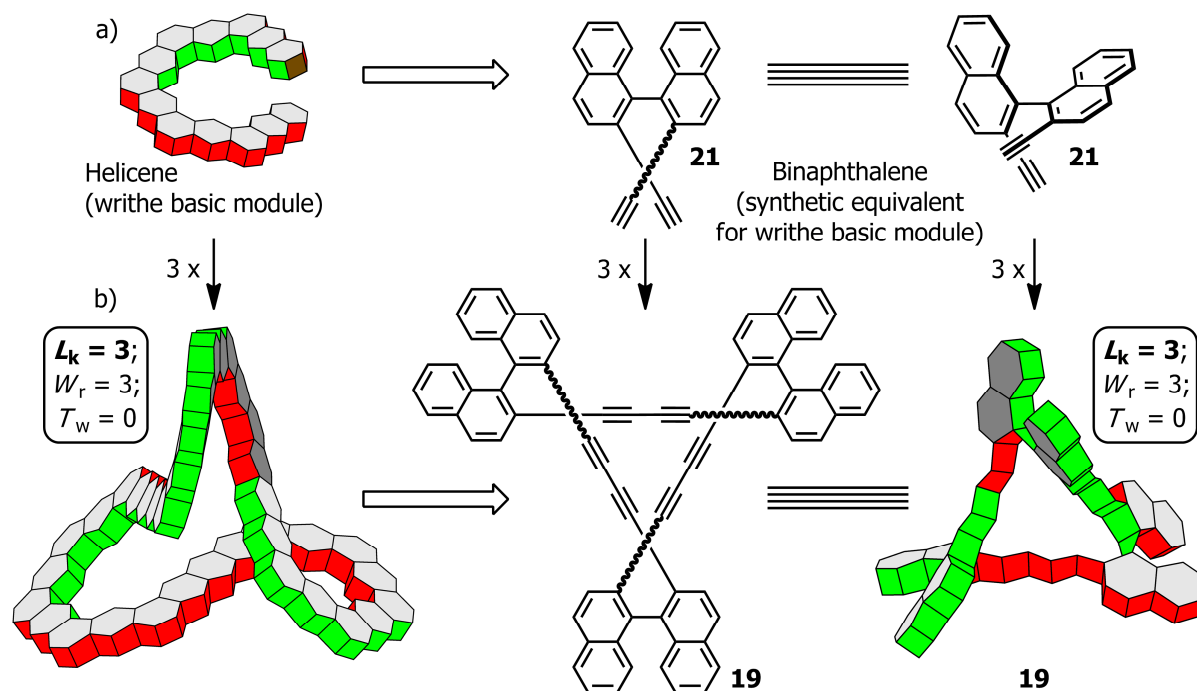 a)
Helicene
(writhe basic module)
21
Binaphthalene
(synthetic equivalent
for writhe basic module)
21
3 x
3 x
3 x
b)
Lk = 3;
Wr = 3;
Tw = 0
Lk = 3;
Wr = 3;
Tw = 0
19
19